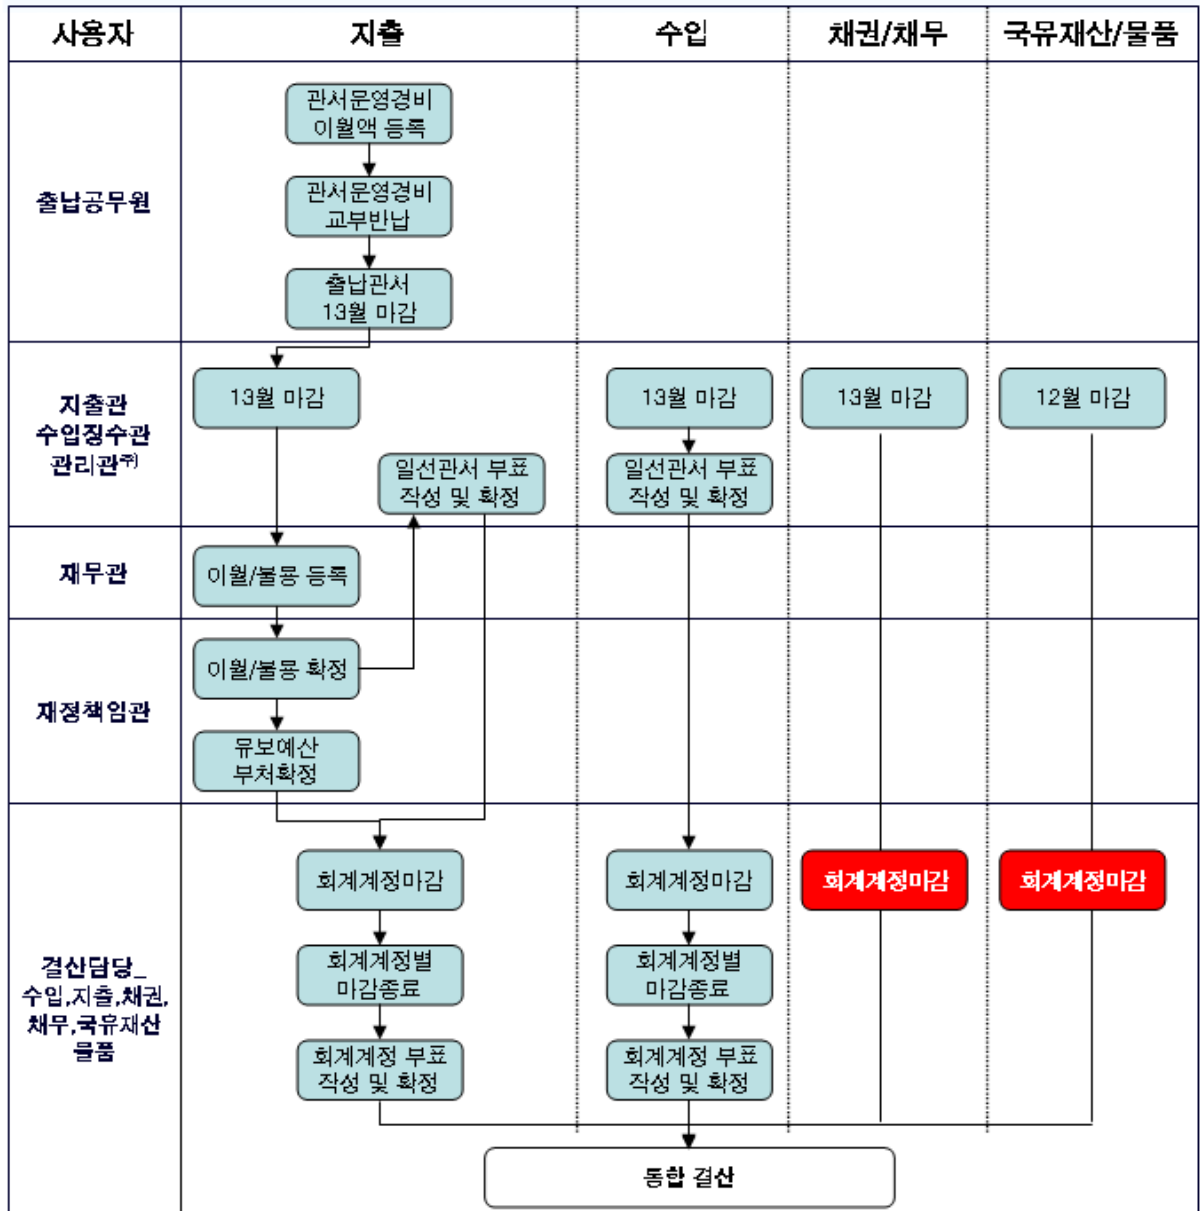 사용자 지출 수입 채권/채무 국유재산/물품
출납공무원
관서운영경비
이월액 등록
관서운영경비
교부반납
출납관서
13월 마감
지출관
수입징수관
관리관주)
13월 마감
일선관서 부표
작성 및 확정
13월 마감
일선관서 부표
작성 및 확정
13월 마감
12월 마감
재무관
이월/불용 등록
재정책임관
이월/불용 확정
유보예산
부처확정
결산담당_
수입,지출,채권,
채무,국유재산
물품
회계계정마감
회계계정별
마감종료
회계계정 부표
작성 및 확정
회계계정마감
회계계정별
마감종료
회계계정 부표
작성 및 확정
회계계정마감
회계계정마감
통합 결산